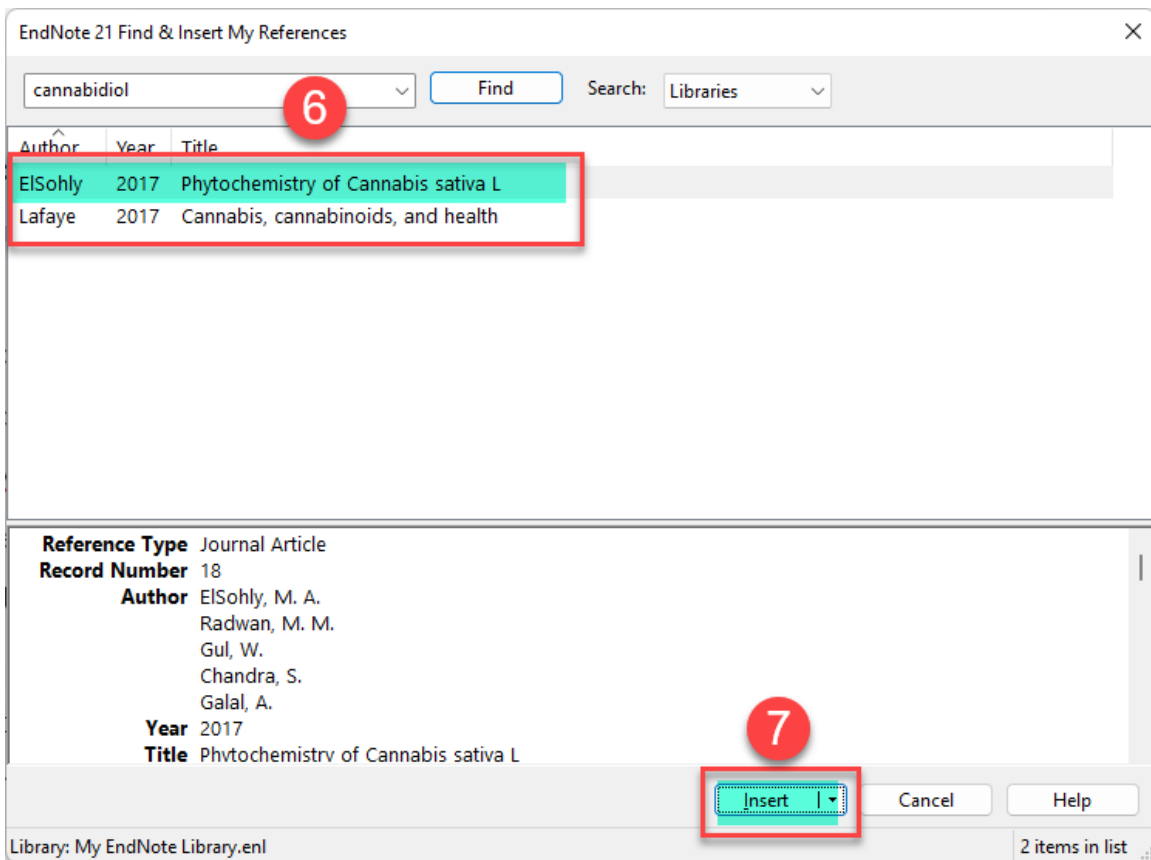 EndNote 21 Find & Insert My References
cannabidiol Find Search: Libraries
6
Author Year Title
ElSohly 2017 Phytochemistry of Cannabis sativa L
Lafaye 2017 Cannabis, cannabinoids, and health
Reference Type Journal Article
Record Number 18
Author ElSohly, M. A.
Radwan, M. M.
Gul, W.
Chandra, S.
Galal, A.
Year 2017
Title Phytochemistry of Cannabis sativa L
7
Insert Cancel Help
Library: My EndNote Library.enl 2 items in list